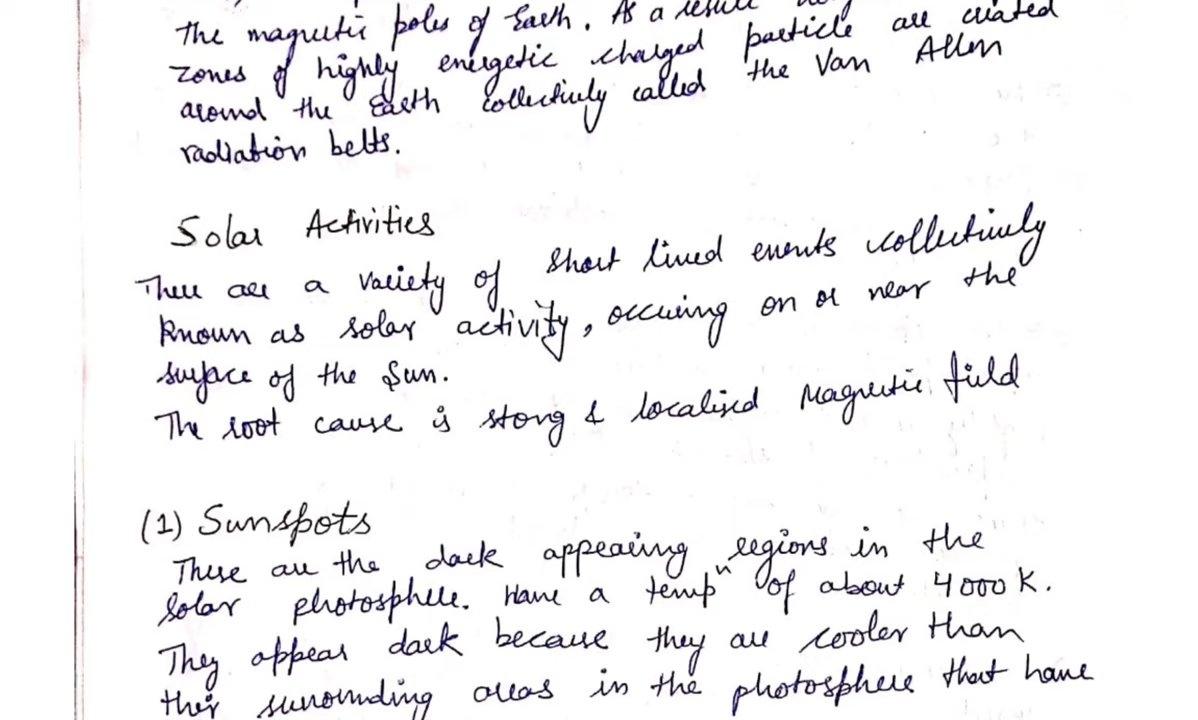 the magnetic poles of Earth. As a result
zones of highly energetic charged particle are created
around the Earth collectively called the Van Allen
radiation belts.
Solar Activities
There are a variety of short lived events collectively
known as solar activity, occuring on or near the
surface of the Sun.
The root cause is stong & localised Magnetic field
(1) Sunspots
These are the dark appearing regions in the
solar photosphere. Have a tempⁿ of about 4000 K.
They appear dark because they are cooler than
their surrounding areas in the photosphere that have